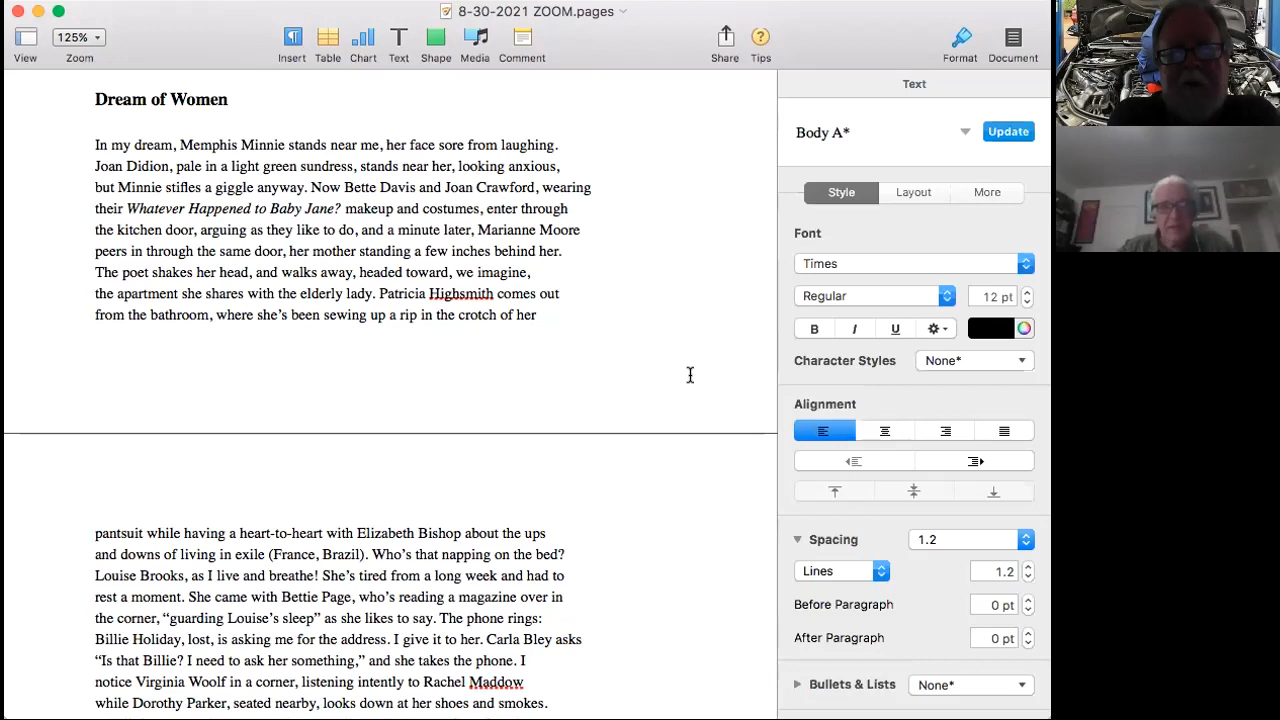 8-30-2021 ZOOM.pages
125%
View
Zoom
Insert
Table
Chart
Text
Shape
Media
Comment
Share
Tips
Format
Document
Dream of Women
In my dream, Memphis Minnie stands near me, her face sore from laughing.
Joan Didion, pale in a light green sundress, stands near her, looking anxious,
but Minnie stifles a giggle anyway. Now Bette Davis and Joan Crawford, wearing
their Whatever Happened to Baby Jane? makeup and costumes, enter through
the kitchen door, arguing as they like to do, and a minute later, Marianne Moore
peers in through the same door, her mother standing a few inches behind her.
The poet shakes her head, and walks away, headed toward, we imagine,
the apartment she shares with the elderly lady. Patricia Highsmith comes out
from the bathroom, where she’s been sewing up a rip in the crotch of her
pantsuit while having a heart-to-heart with Elizabeth Bishop about the ups
and downs of living in exile (France, Brazil). Who’s that napping on the bed?
Louise Brooks, as I live and breathe! She’s tired from a long week and had to
rest a moment. She came with Bettie Page, who’s reading a magazine over in
the corner, “guarding Louise’s sleep” as she likes to say. The phone rings:
Billie Holiday, lost, is asking me for the address. I give it to her. Carla Bley asks
“Is that Billie? I need to ask her something,” and she takes the phone. I
notice Virginia Woolf in a corner, listening intently to Rachel Maddow
while Dorothy Parker, seated nearby, looks down at her shoes and smokes.
Text
Body A*
Update
Style
Layout
More
Font
Times
Regular
12 pt
B
I
U
Character Styles
None*
Alignment
Spacing
1.2
Lines
1.2
Before Paragraph
0 pt
After Paragraph
0 pt
Bullets & Lists
None*